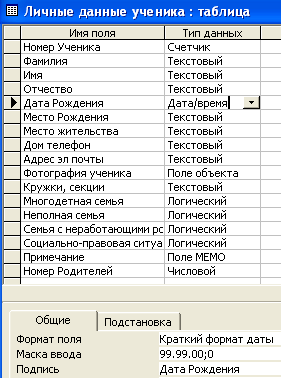 Личные данные ученика : таблица
Имя поля Тип данных
Номер Ученика Счетчик
Фамилия Текстовый
Имя Текстовый
Отчество Текстовый
Дата Рождения Дата/время
Место Рождения Текстовый
Место жительства Текстовый
Дом телефон Текстовый
Адрес эл почты Текстовый
Фотография ученика Поле объекта
Кружки, секции Текстовый
Многодетная семья Логический
Неполная семья Логический
Семья с неработающими рс Логический
Социально-правовая ситуа Логический
Примечание Поле MEMO
Номер Родителей Числовой
Общие Подстановка
Формат поля Краткий формат даты
Маска ввода 99.99.00;0
Подпись Дата Рождения